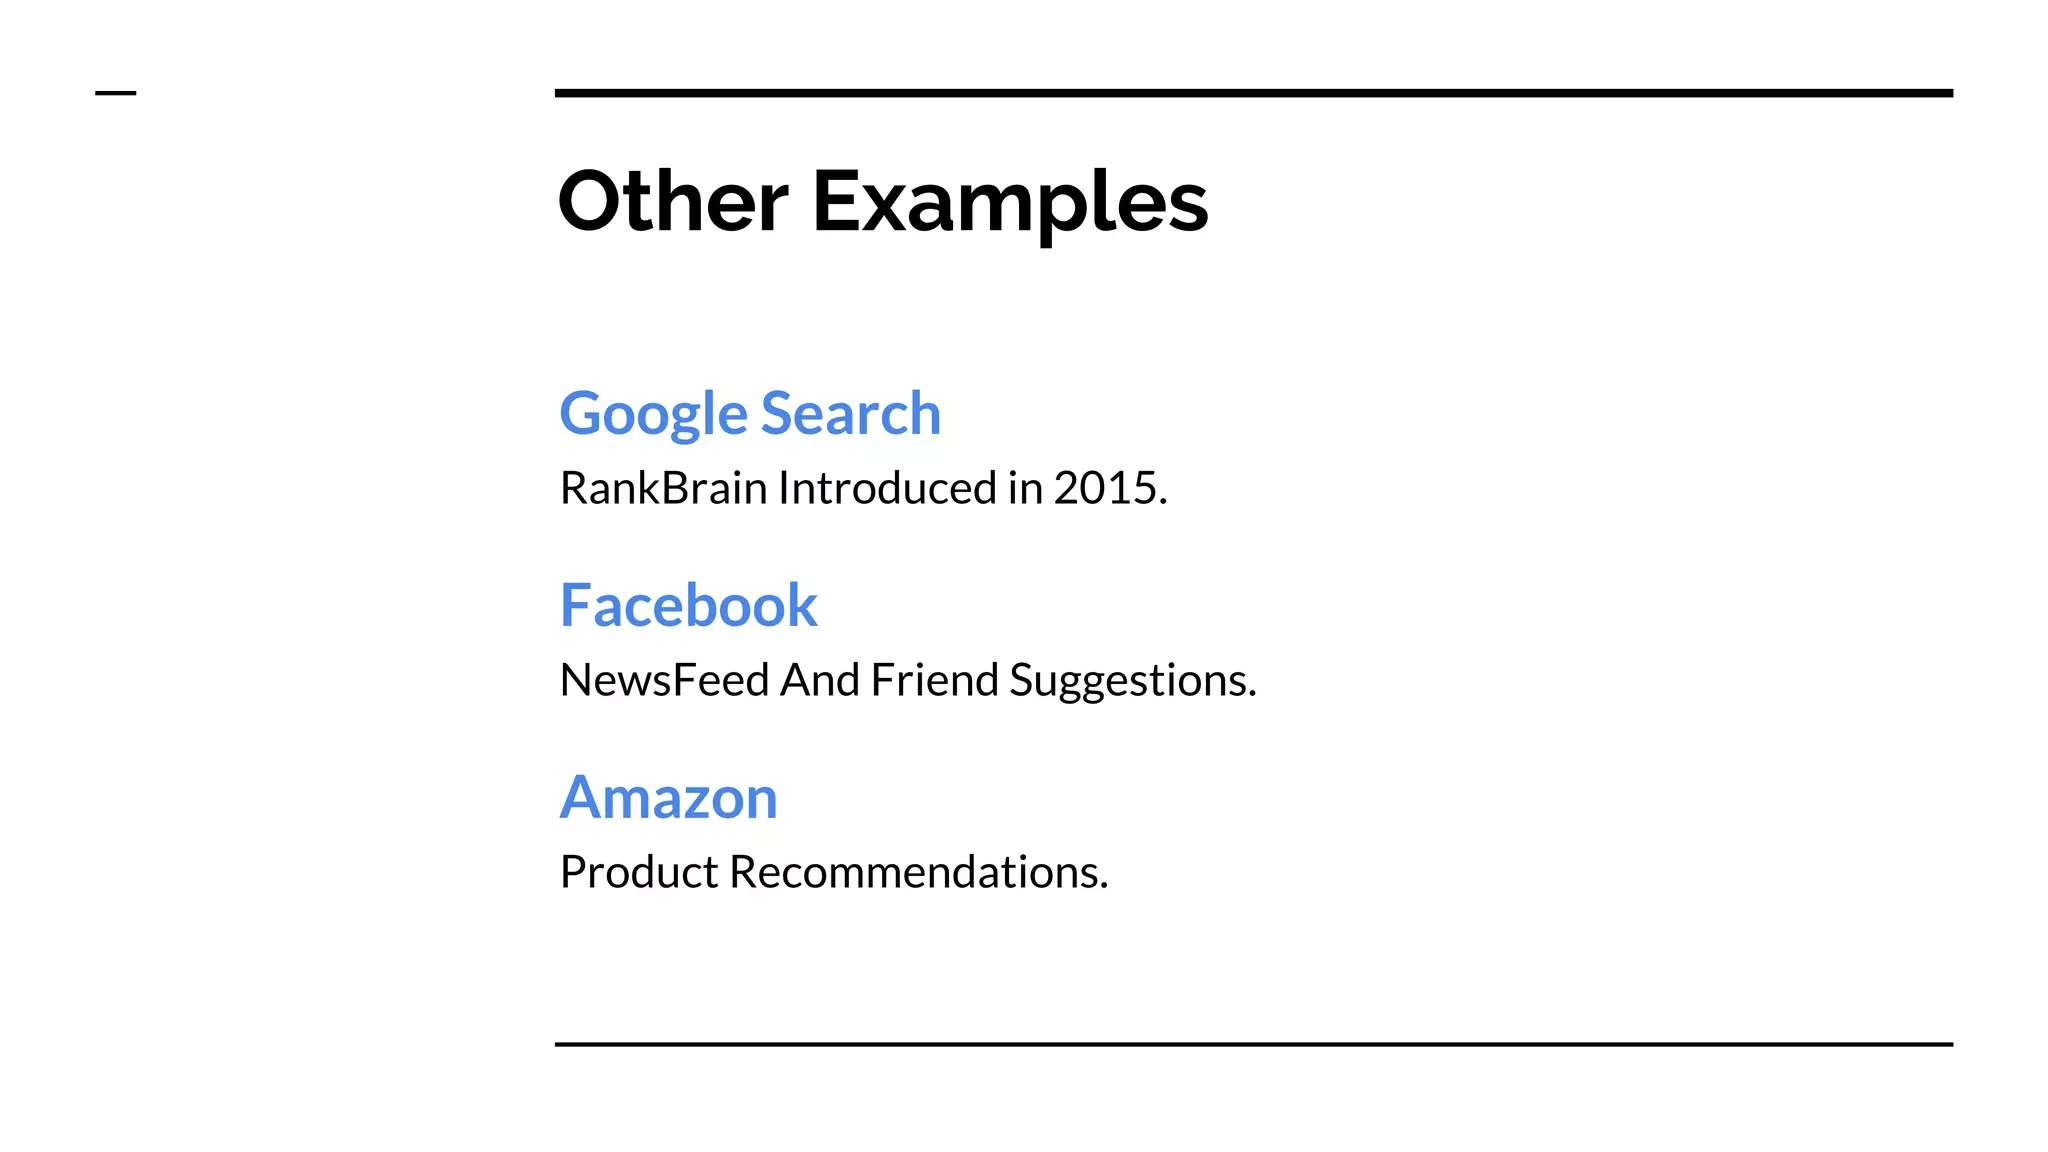 Other Examples
Google Search
RankBrain Introduced in 2015.
Facebook
NewsFeed And Friend Suggestions.
Amazon
Product Recommendations.